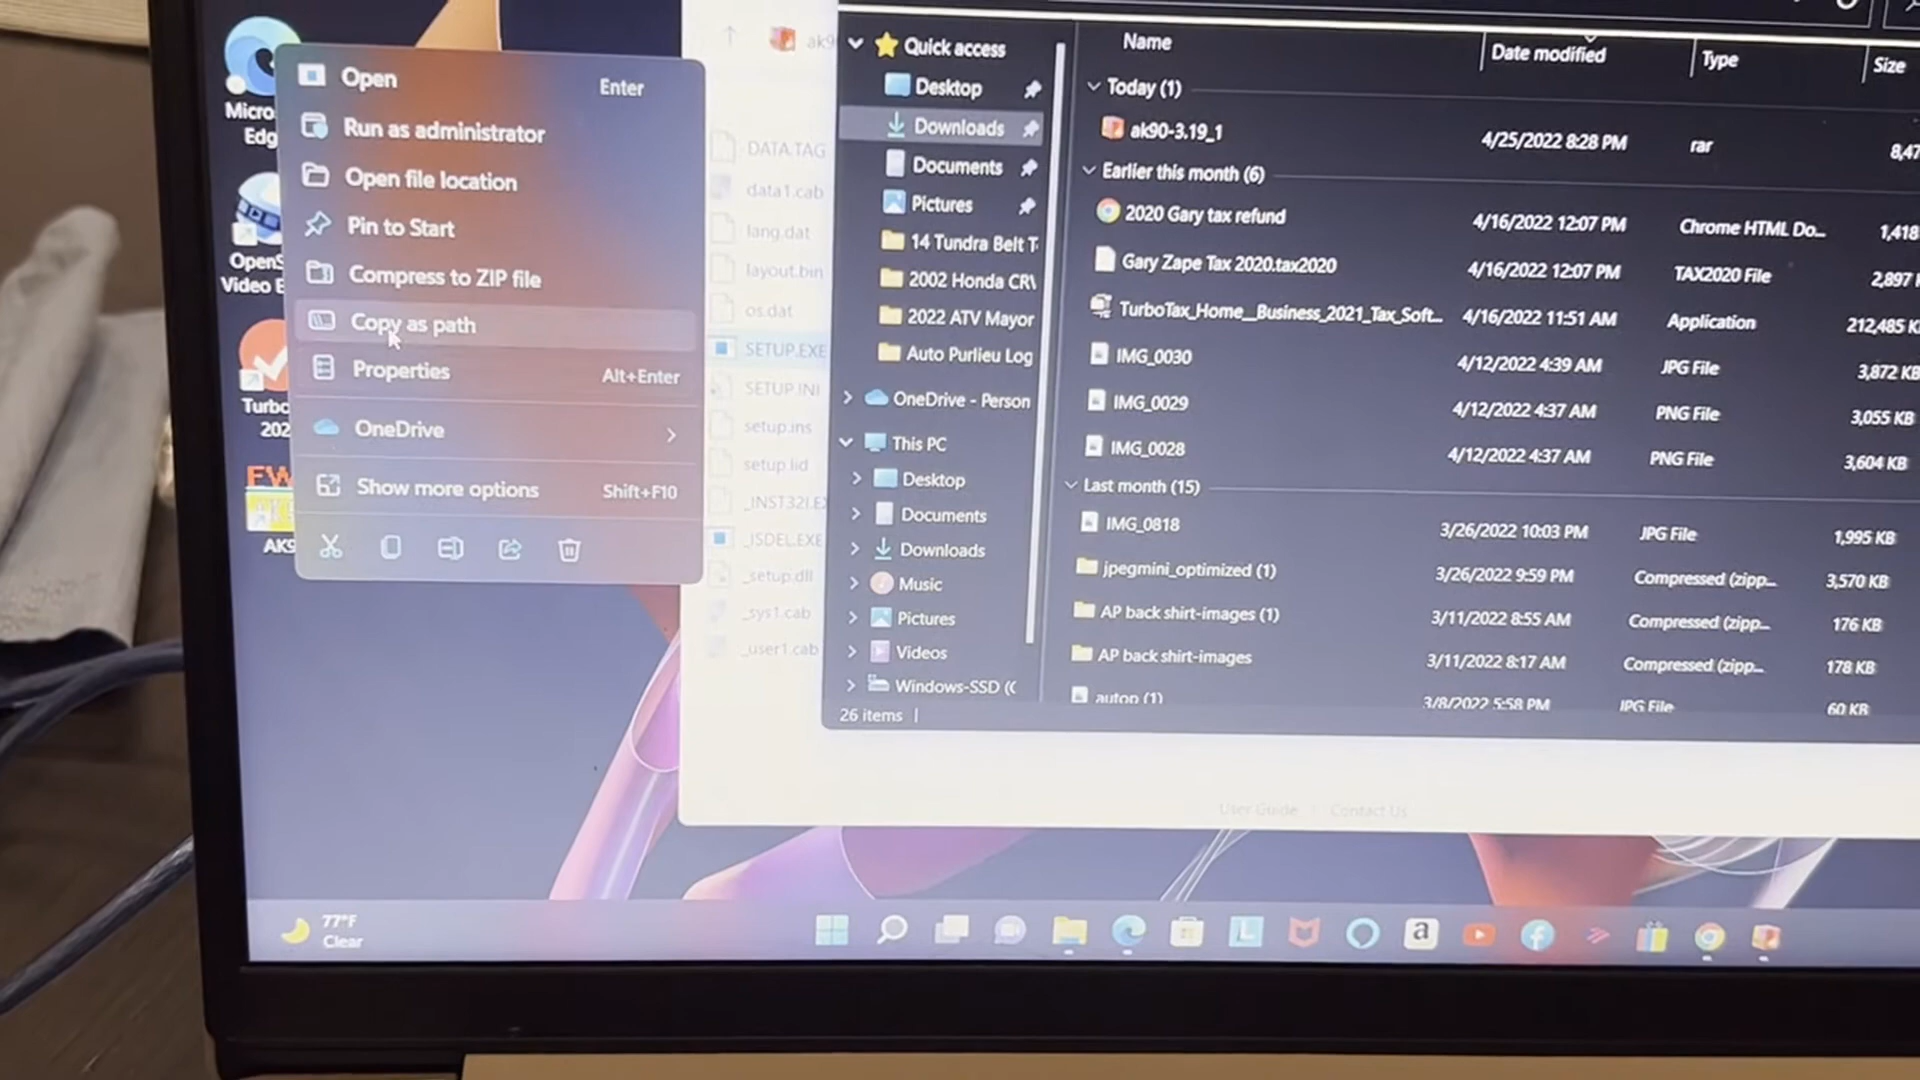 Micro
Edg
OpenS
Video E
Turbo
202
EW
AK9
Open Enter
Run as administrator
Open file location
Pin to Start
Compress to ZIP file
Copy as path
Properties Alt+Enter
OneDrive
Show more options Shift+F10
ak9
DATA.TAG
data1.cab
lang.dat
layout.bin
os.dat
SETUP.EXE
SETUP.INI
setup.ins
setup.lid
_INST32I.EX
_ISDEL.EXE
_setup.dll
_sys1.cab
_user1.cab
Quick access
Desktop
Downloads
Documents
Pictures
14 Tundra Belt T
2002 Honda CRV
2022 ATV Mayor
Auto Purlieu Log
OneDrive - Person
This PC
Desktop
Documents
Downloads
Music
Pictures
Videos
Windows-SSD (C
26 items
Name Date modified Type Size
Today (1)
ak90-3.19_1 4/25/2022 8:28 PM rar 8,47
Earlier this month (6)
2020 Gary tax refund 4/16/2022 12:07 PM Chrome HTML Do... 1,418
Gary Zape Tax 2020.tax2020 4/16/2022 12:07 PM TAX2020 File 2,897 K
TurboTax_Home__Business_2021_Tax_Soft... 4/16/2022 11:51 AM Application 212,485 K
IMG_0030 4/12/2022 4:39 AM JPG File 3,872 KB
IMG_0029 4/12/2022 4:37 AM PNG File 3,055 KB
IMG_0028 4/12/2022 4:37 AM PNG File 3,604 KB
Last month (15)
IMG_0818 3/26/2022 10:03 PM JPG File 1,995 KB
jpegmini_optimized (1) 3/26/2022 9:59 PM Compressed (zipp... 3,570 KB
AP back shirt-images (1) 3/11/2022 8:55 AM Compressed (zipp... 176 KB
AP back shirt-images 3/11/2022 8:17 AM Compressed (zipp... 178 KB
autop (1) 3/8/2022 5:58 PM JPG File 60 KB
User Guide Contact Us
77°F
Clear